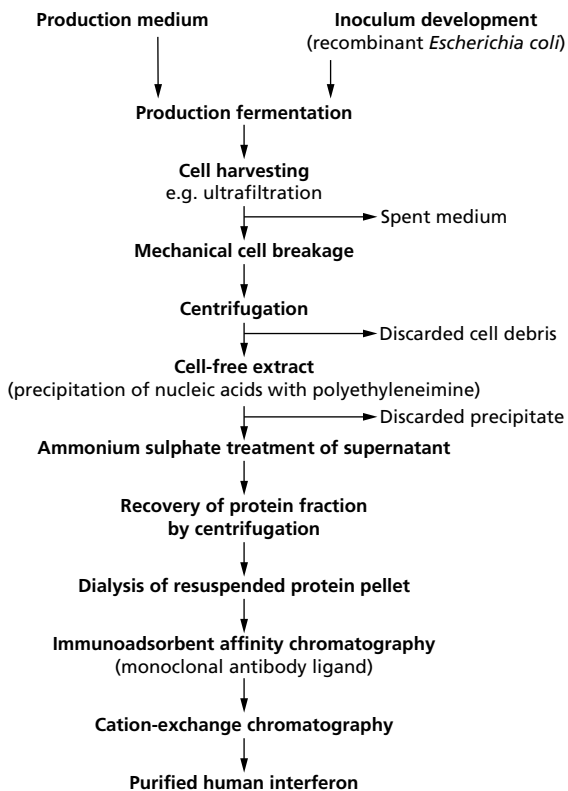 Production medium
Inoculum development
(recombinant Escherichia coli)
Production fermentation
Cell harvesting
e.g. ultrafiltration
Spent medium
Mechanical cell breakage
Centrifugation
Discarded cell debris
Cell-free extract
(precipitation of nucleic acids with polyethyleneimine)
Discarded precipitate
Ammonium sulphate treatment of supernatant
Recovery of protein fraction
by centrifugation
Dialysis of resuspended protein pellet
Immunoadsorbent affinity chromatography
(monoclonal antibody ligand)
Cation-exchange chromatography
Purified human interferon